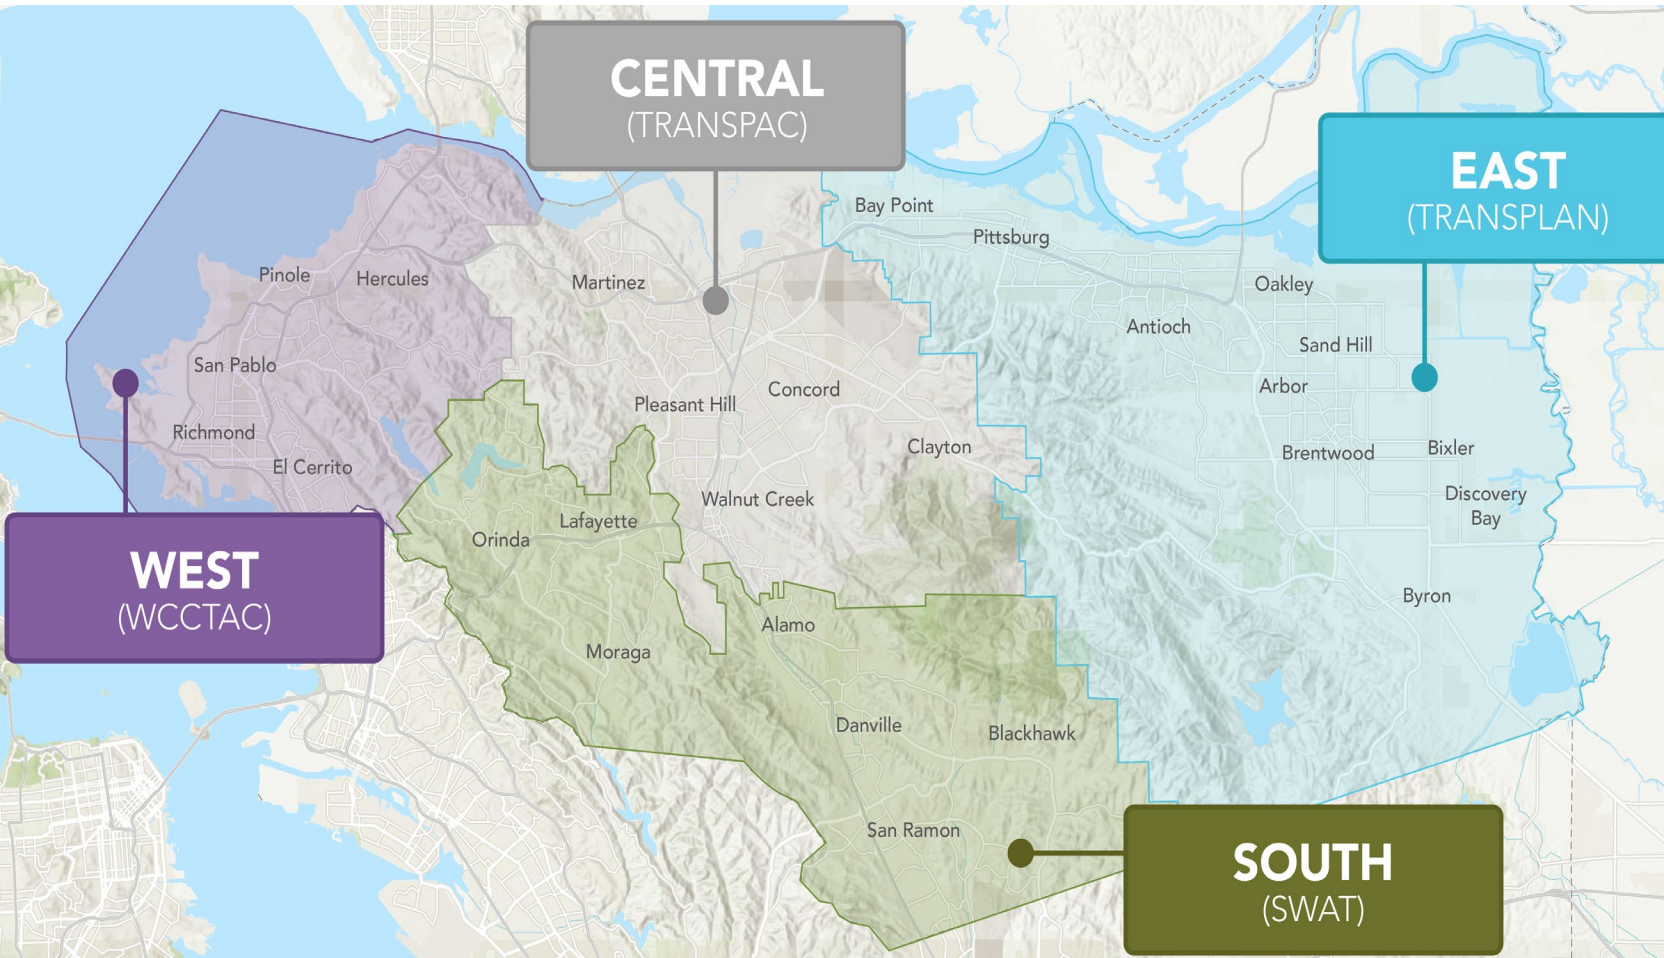 CENTRAL
(TRANSPAC)
EAST
(TRANSPLAN)
Bay Point
Pittsburg
Pinole
Hercules
Martinez
Oakley
Antioch
Sand Hill
San Pablo
Arbor
Concord
Pleasant Hill
Richmond
Clayton
Brentwood
Bixler
El Cerrito
Walnut Creek
Discovery
Bay
Lafayette
Orinda
WEST
(WCCTAC)
Byron
Alamo
Moraga
Danville
Blackhawk
San Ramon
SOUTH
(SWAT)